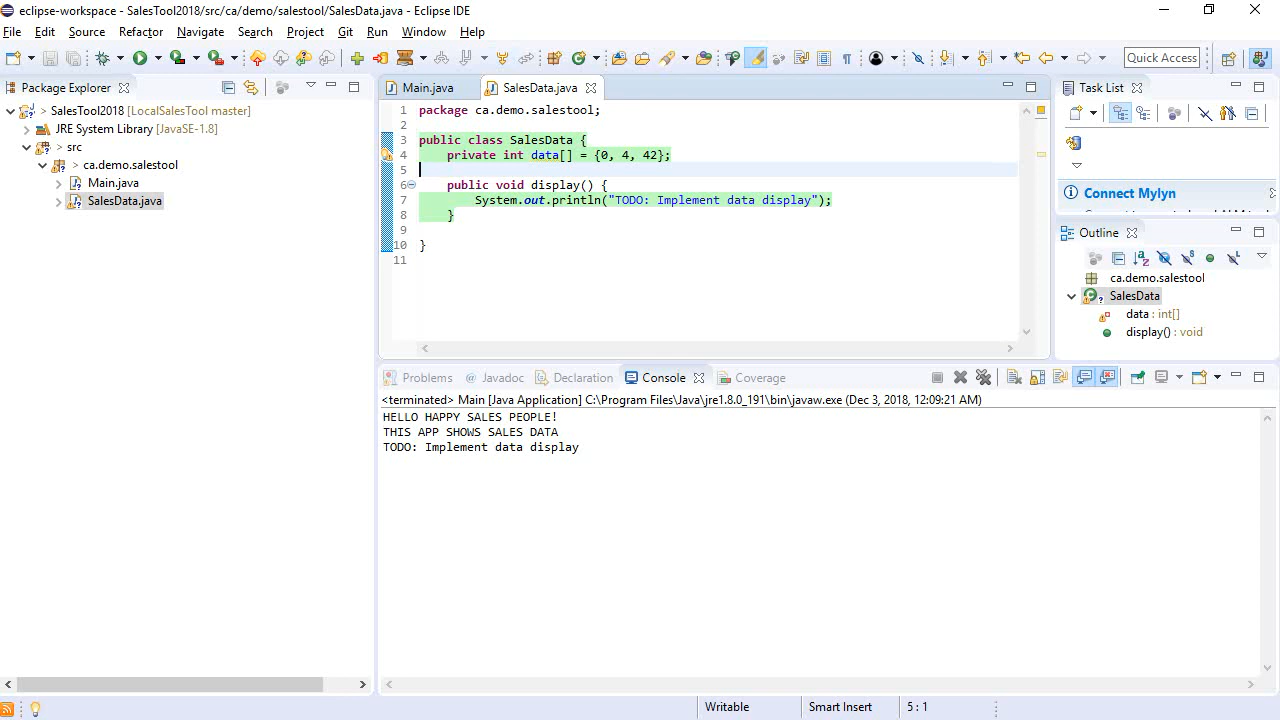 eclipse-workspace - SalesTool2018/src/ca/demo/salestool/SalesData.java - Eclipse IDE
File Edit Source Refactor Navigate Search Project Git Run Window Help
Quick Access
Package Explorer
SalesTool2018 [LocalSalesTool master]
JRE System Library [JavaSE-1.8]
src
ca.demo.salestool
Main.java
SalesData.java
Main.java SalesData.java
1 package ca.demo.salestool;
2
3 public class SalesData {
4 private int data[] = {0, 4, 42};
5
6 public void display() {
7 System.out.println("TODO: Implement data display");
8 }
9
10 }
11
Task List
Connect Mylyn
Outline
ca.demo.salestool
SalesData
data : int[]
display() : void
Problems Javadoc Declaration Console Coverage
<terminated> Main [Java Application] C:\Program Files\Java\jre1.8.0_191\bin\javaw.exe (Dec 3, 2018, 12:09:21 AM)
HELLO HAPPY SALES PEOPLE!
THIS APP SHOWS SALES DATA
TODO: Implement data display
Writable Smart Insert 5 : 1